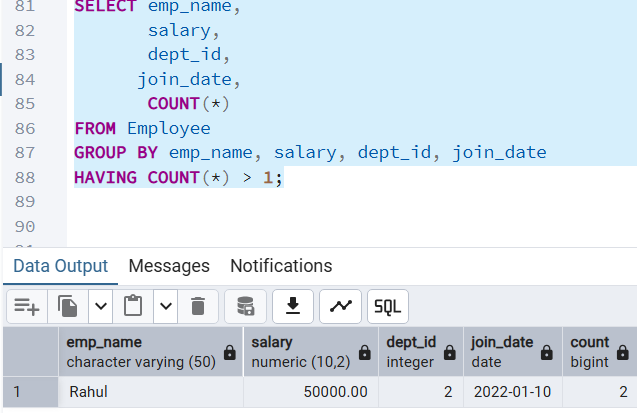 81 SELECT emp_name,
82 salary,
83 dept_id,
84 join_date,
85 COUNT(*)
86 FROM Employee
87 GROUP BY emp_name, salary, dept_id, join_date
88 HAVING COUNT(*) > 1;
89
90
Data Output Messages Notifications
SQL
emp_name salary dept_id join_date count
character varying (50) numeric (10,2) integer date bigint
1 Rahul 50000.00 2 2022-01-10 2